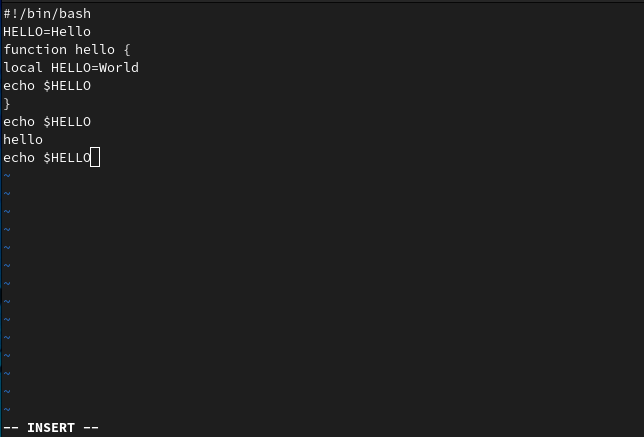 #!/bin/bash
HELLO=Hello
function hello {
local HELLO=World
echo $HELLO
}
echo $HELLO
hello
echo $HELLO
~
~
~
~
~
~
~
~
~
~
~
~
~
~
-- INSERT --